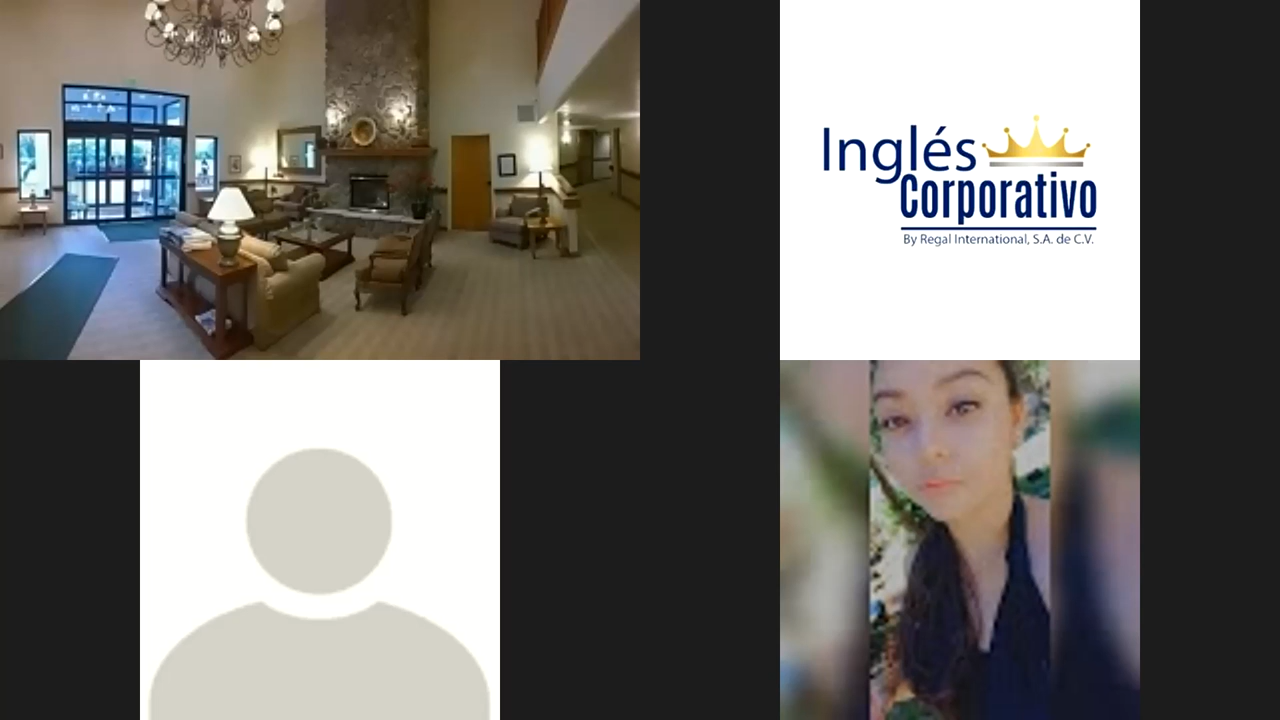 Inglés
Corporativo
By Regal International, S.A. de C.V.